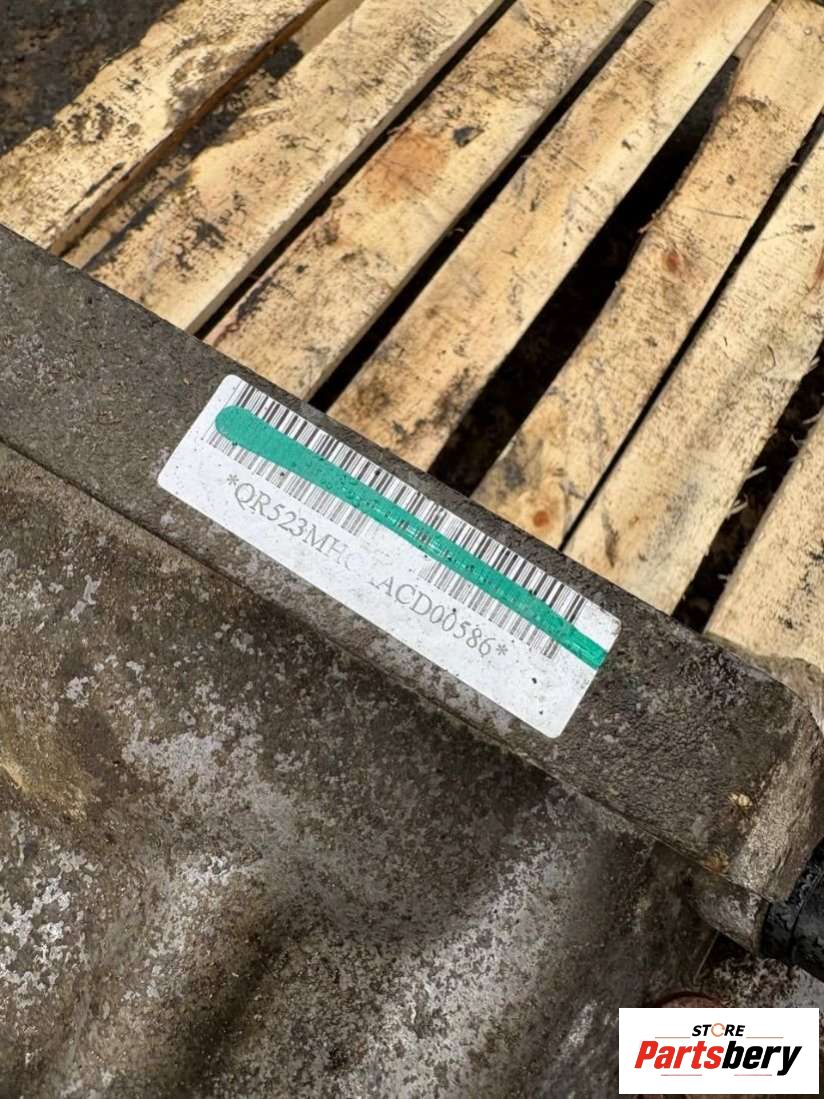 *QR523MHC ACD00586*
STORE
Partsbery